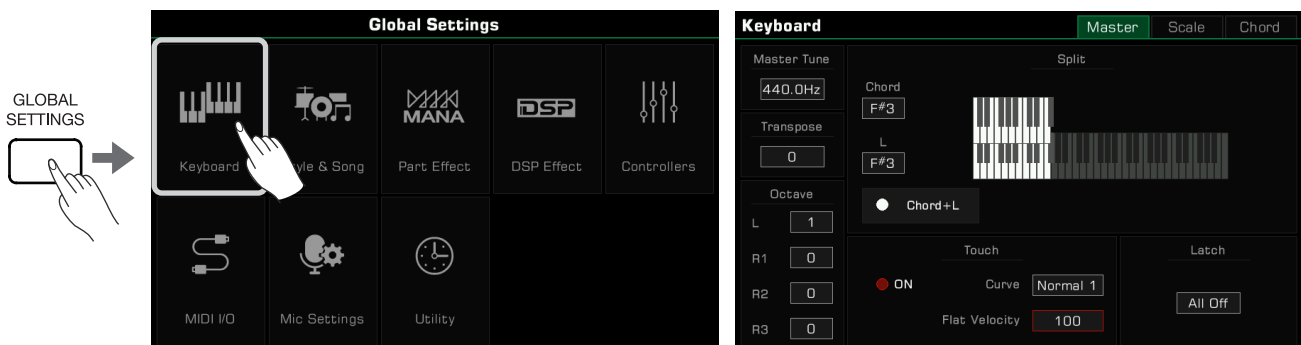 GLOBAL
SETTINGS
Global Settings
Keyboard
yle & Song
MANA
Part Effect
DSP
DSP Effect
Controllers
MIDI I/O
Mic Settings
Utility
Keyboard
Master
Scale
Chord
Master Tune
440.0Hz
Transpose
0
Octave
L 1
R1 0
R2 0
R3 0
Split
Chord
F#3
L
F#3
Chord+L
Touch
ON
Curve Normal 1
Flat Velocity 100
Latch
All Off